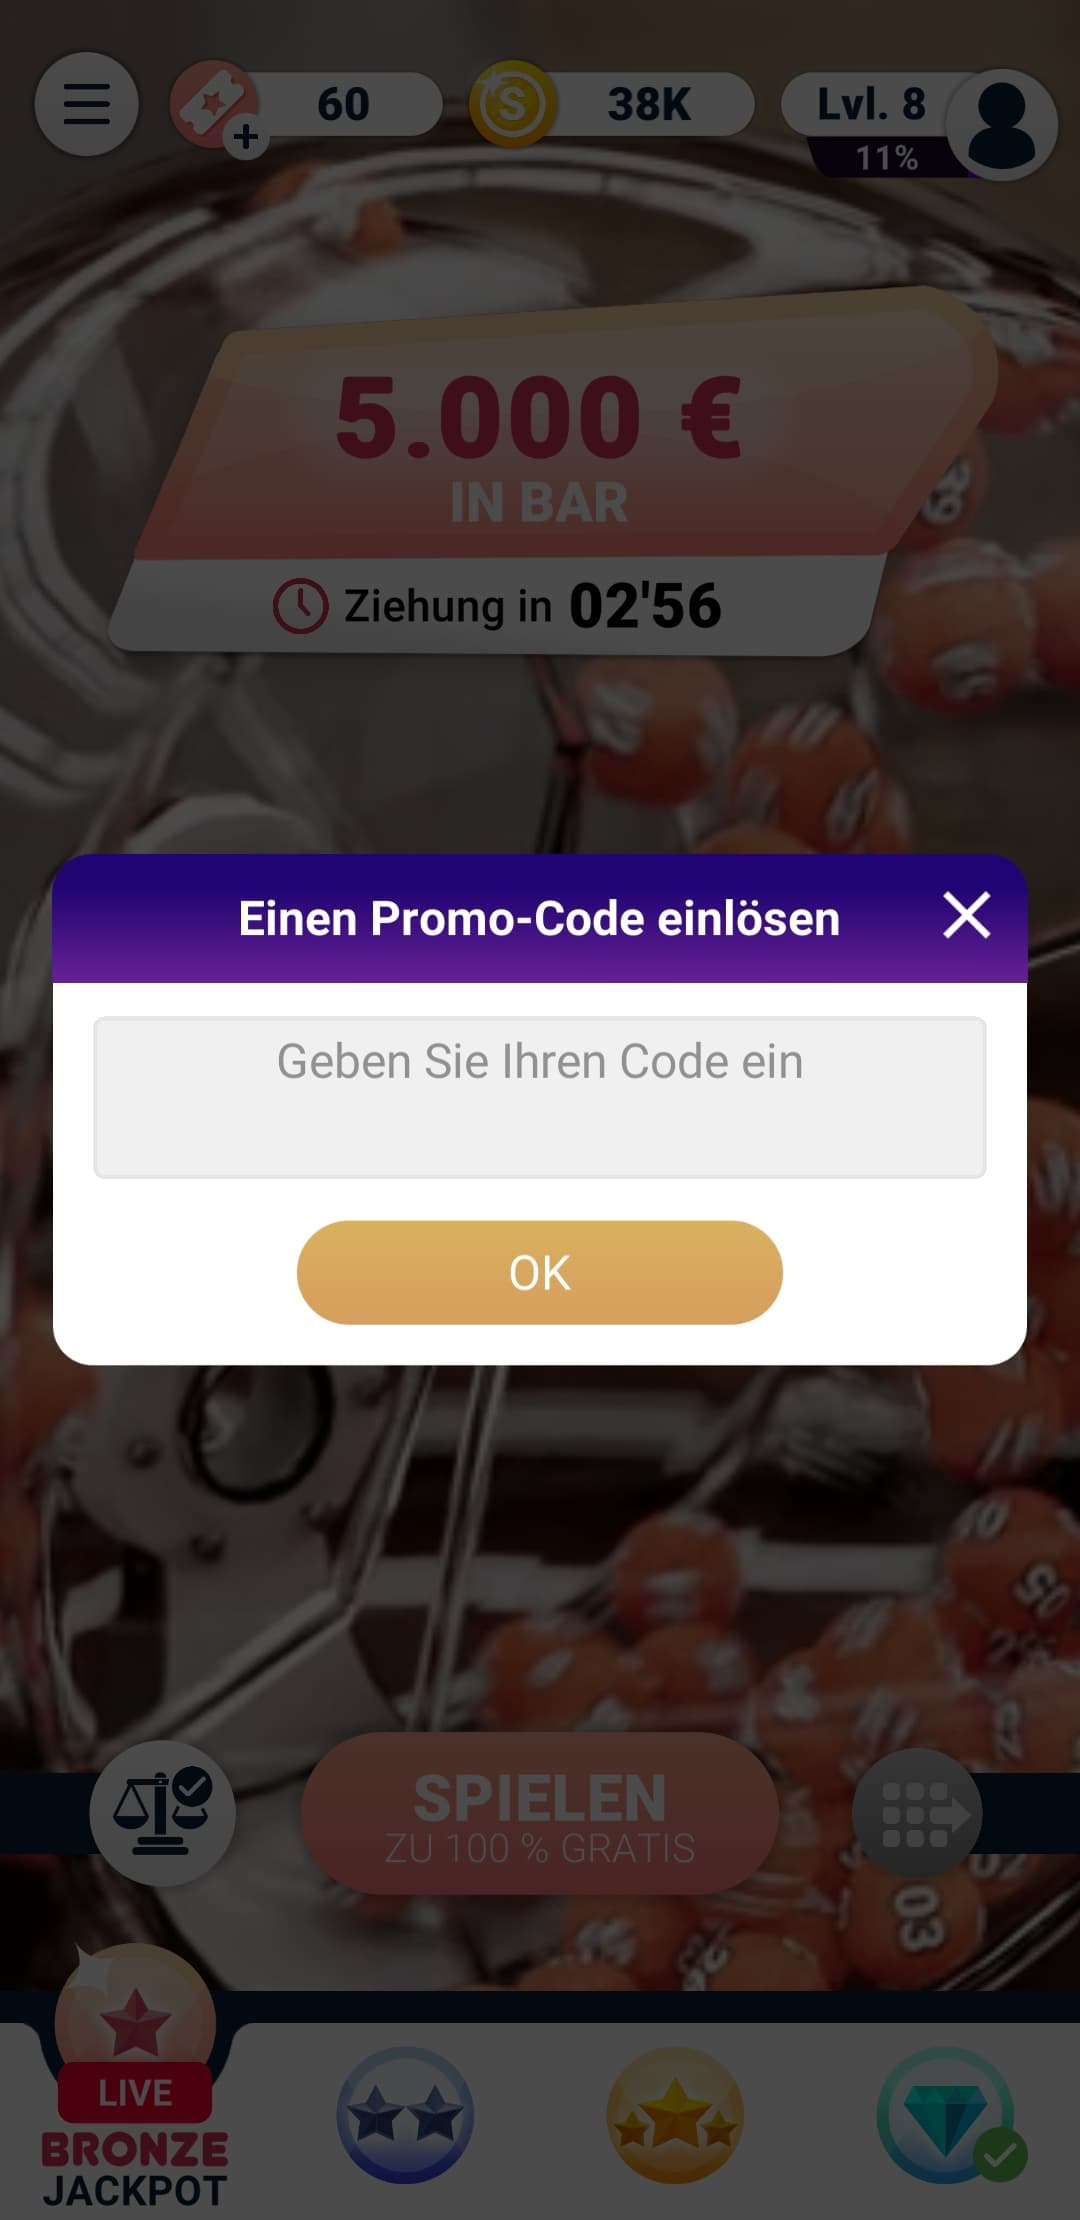 60
38K
Lvl. 8
11%
5.000 €
IN BAR
Ziehung in 02'56
Einen Promo-Code einlösen
Geben Sie Ihren Code ein
OK
SPIELEN
ZU 100 % GRATIS
03
LIVE
BRONZE
JACKPOT